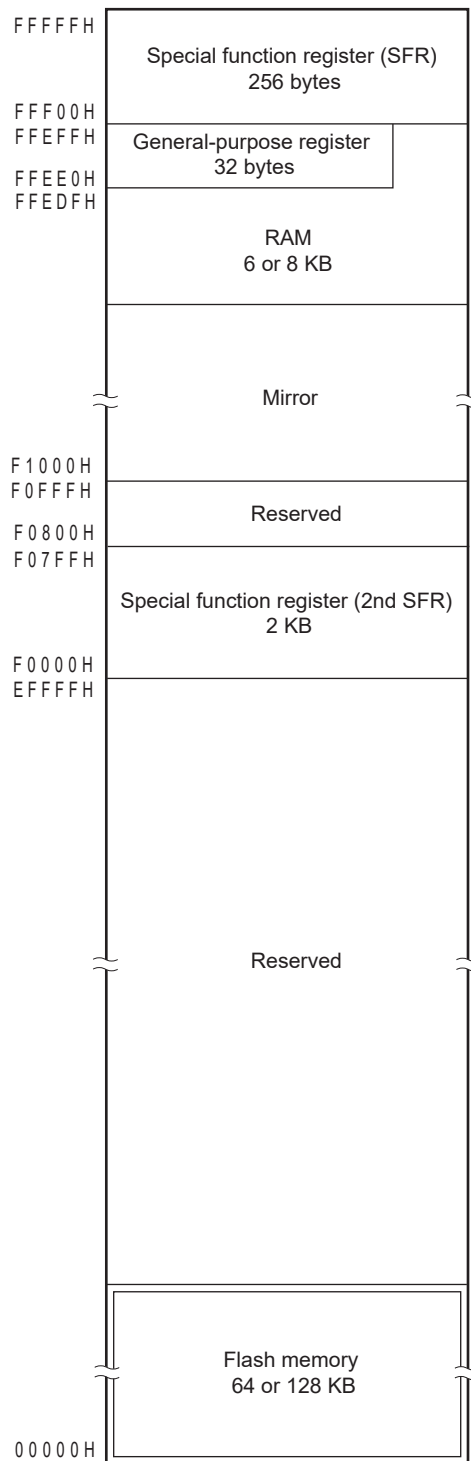 FFFFFH
Special function register (SFR)
256 bytes
FFF00H
FFEFFH
General-purpose register
32 bytes
FFEE0H
FFEDFH
RAM
6 or 8 KB
Mirror
F1000H
F0FFFH
Reserved
F0800H
F07FFH
Special function register (2nd SFR)
2 KB
F0000H
EFFFFH
Reserved
Flash memory
64 or 128 KB
00000H